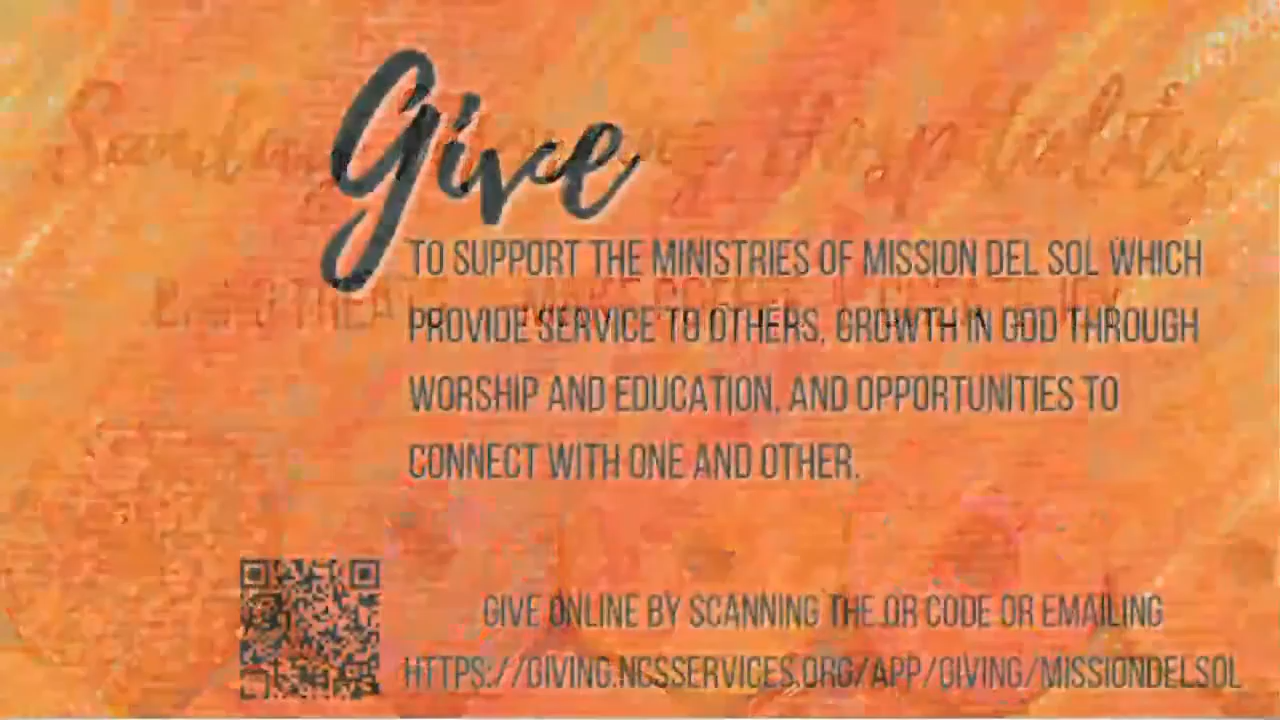 Give
TO SUPPORT THE MINISTRIES OF MISSION DEL SOL WHICH
PROVIDE SERVICE TO OTHERS, GROWTH IN GOD THROUGH
WORSHIP AND EDUCATION, AND OPPORTUNITIES TO
CONNECT WITH ONE AND OTHER.
GIVE ONLINE BY SCANNING THE QR CODE OR EMAILING
HTTPS://GIVING.NCSSERVICES.ORG/APP/GIVING/MISSIONDELSOL